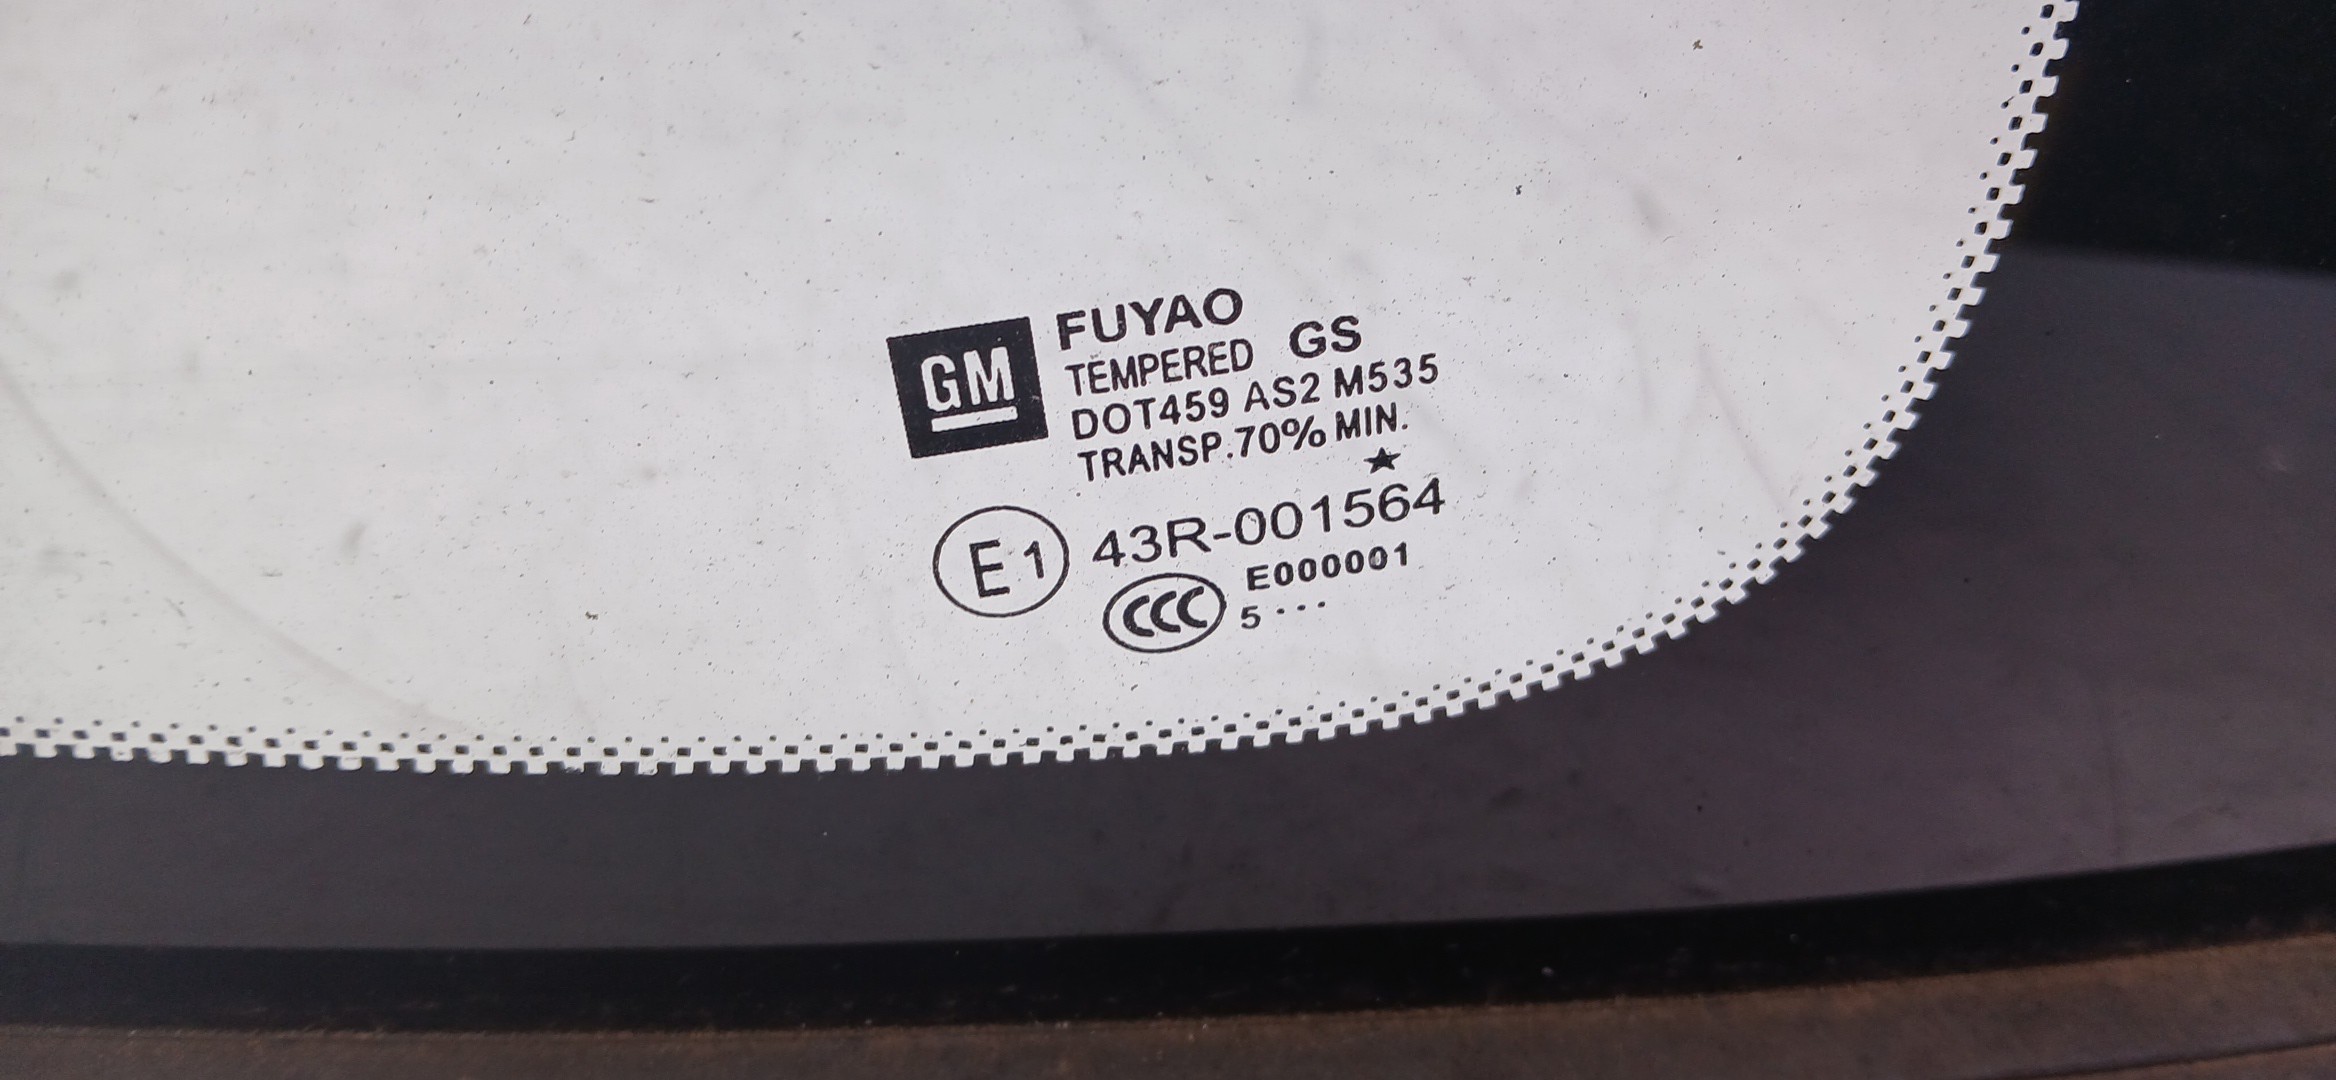 GM
FUYAO
TEMPERED GS
DOT459 AS2 M535
TRANSP.70% MIN.
★
E1 43R-001564
CCC E000001
5 ...